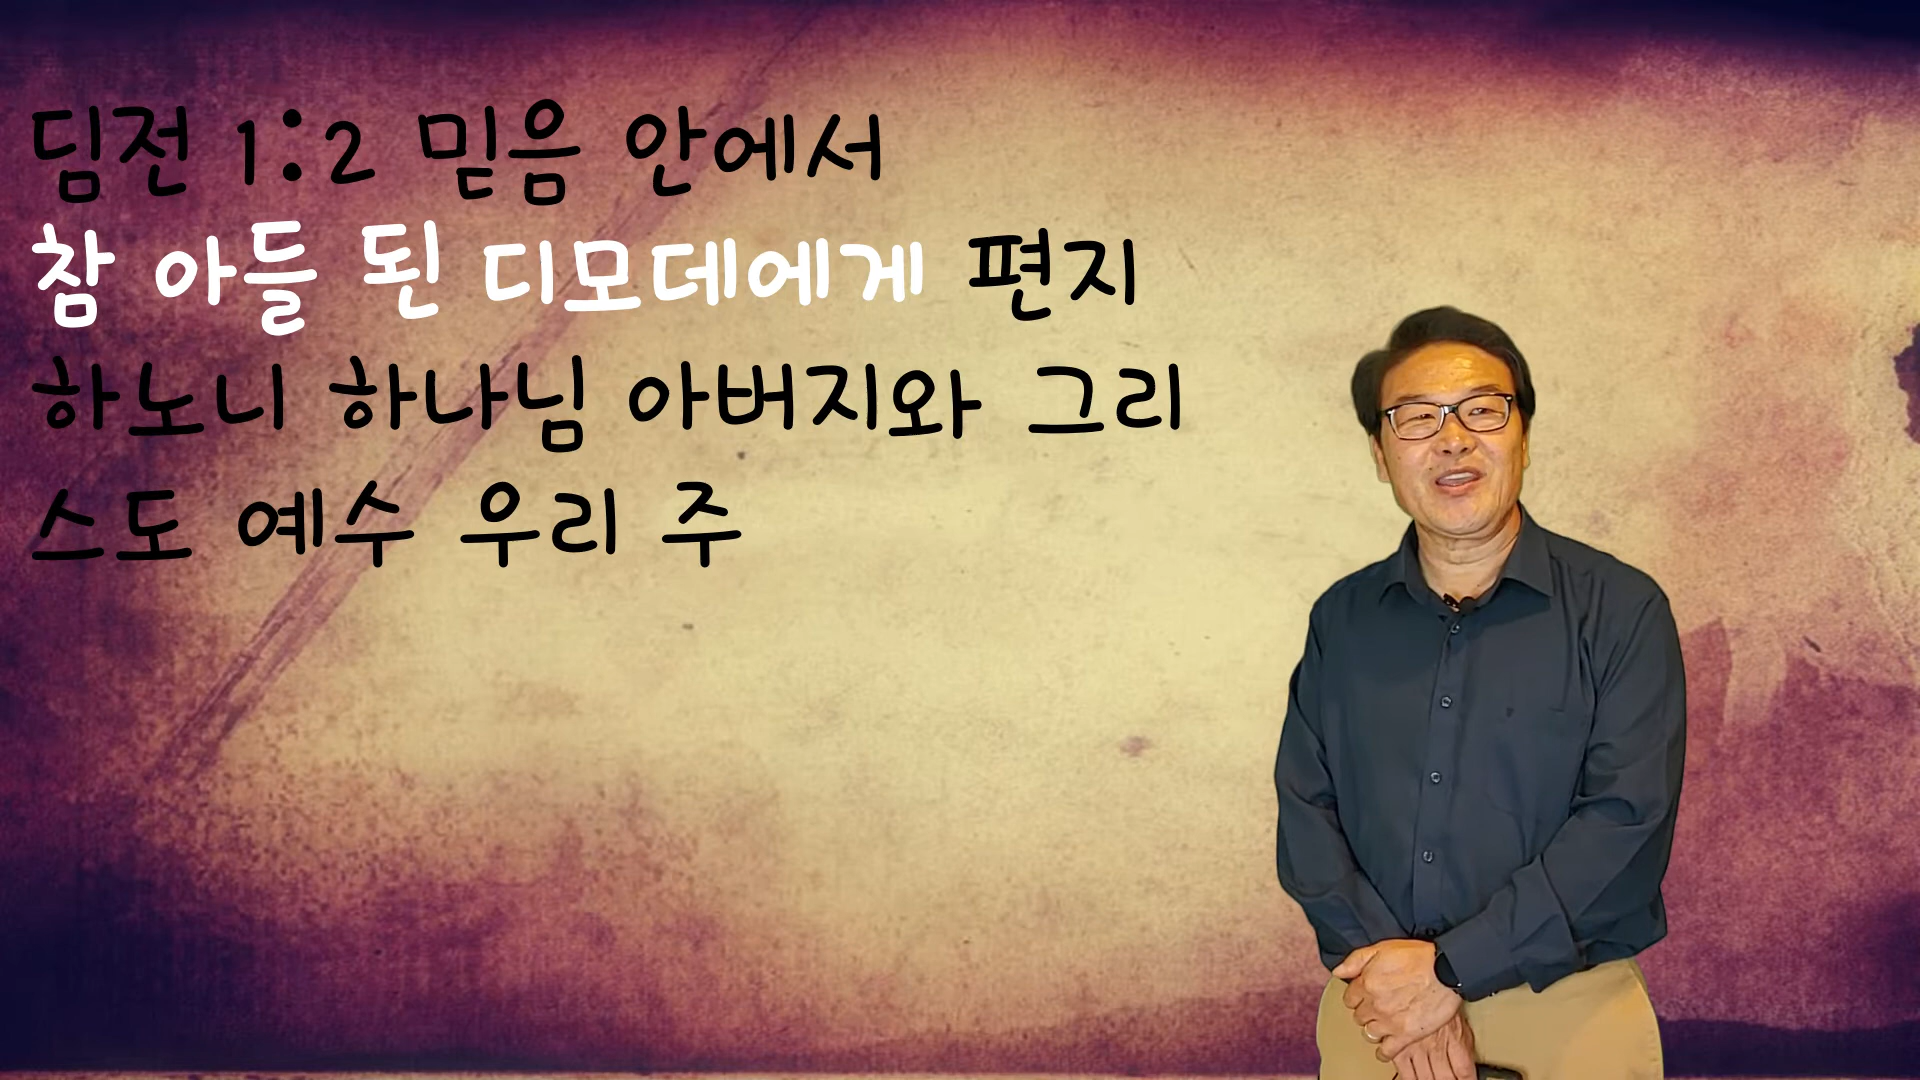 딤전 1:2 믿음 안에서
참 아들 된 디모데에게 편지
하노니 하나님 아버지와 그리
스도 예수 우리 주